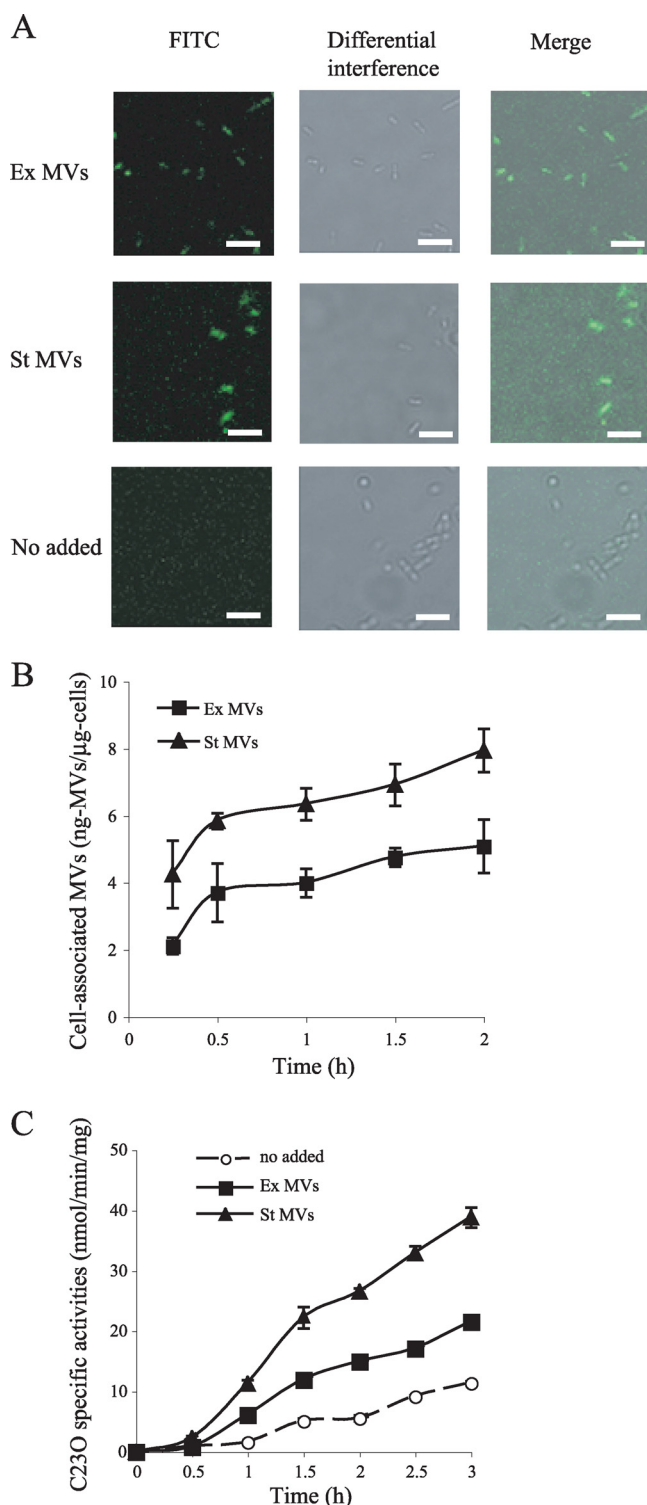 A
FITC
Differential
interference
Merge
Ex MVs
St MVs
No added
B
Cell-associated MVs (ng-MVs/μg-cells)
10
8
6
4
2
0
Ex MVs
St MVs
0 0.5 1 1.5 2
Time (h)
C
C23O specific activities (nmol/min/mg)
50
40
30
20
10
0
no added
Ex MVs
St MVs
0 0.5 1 1.5 2 2.5 3
Time (h)